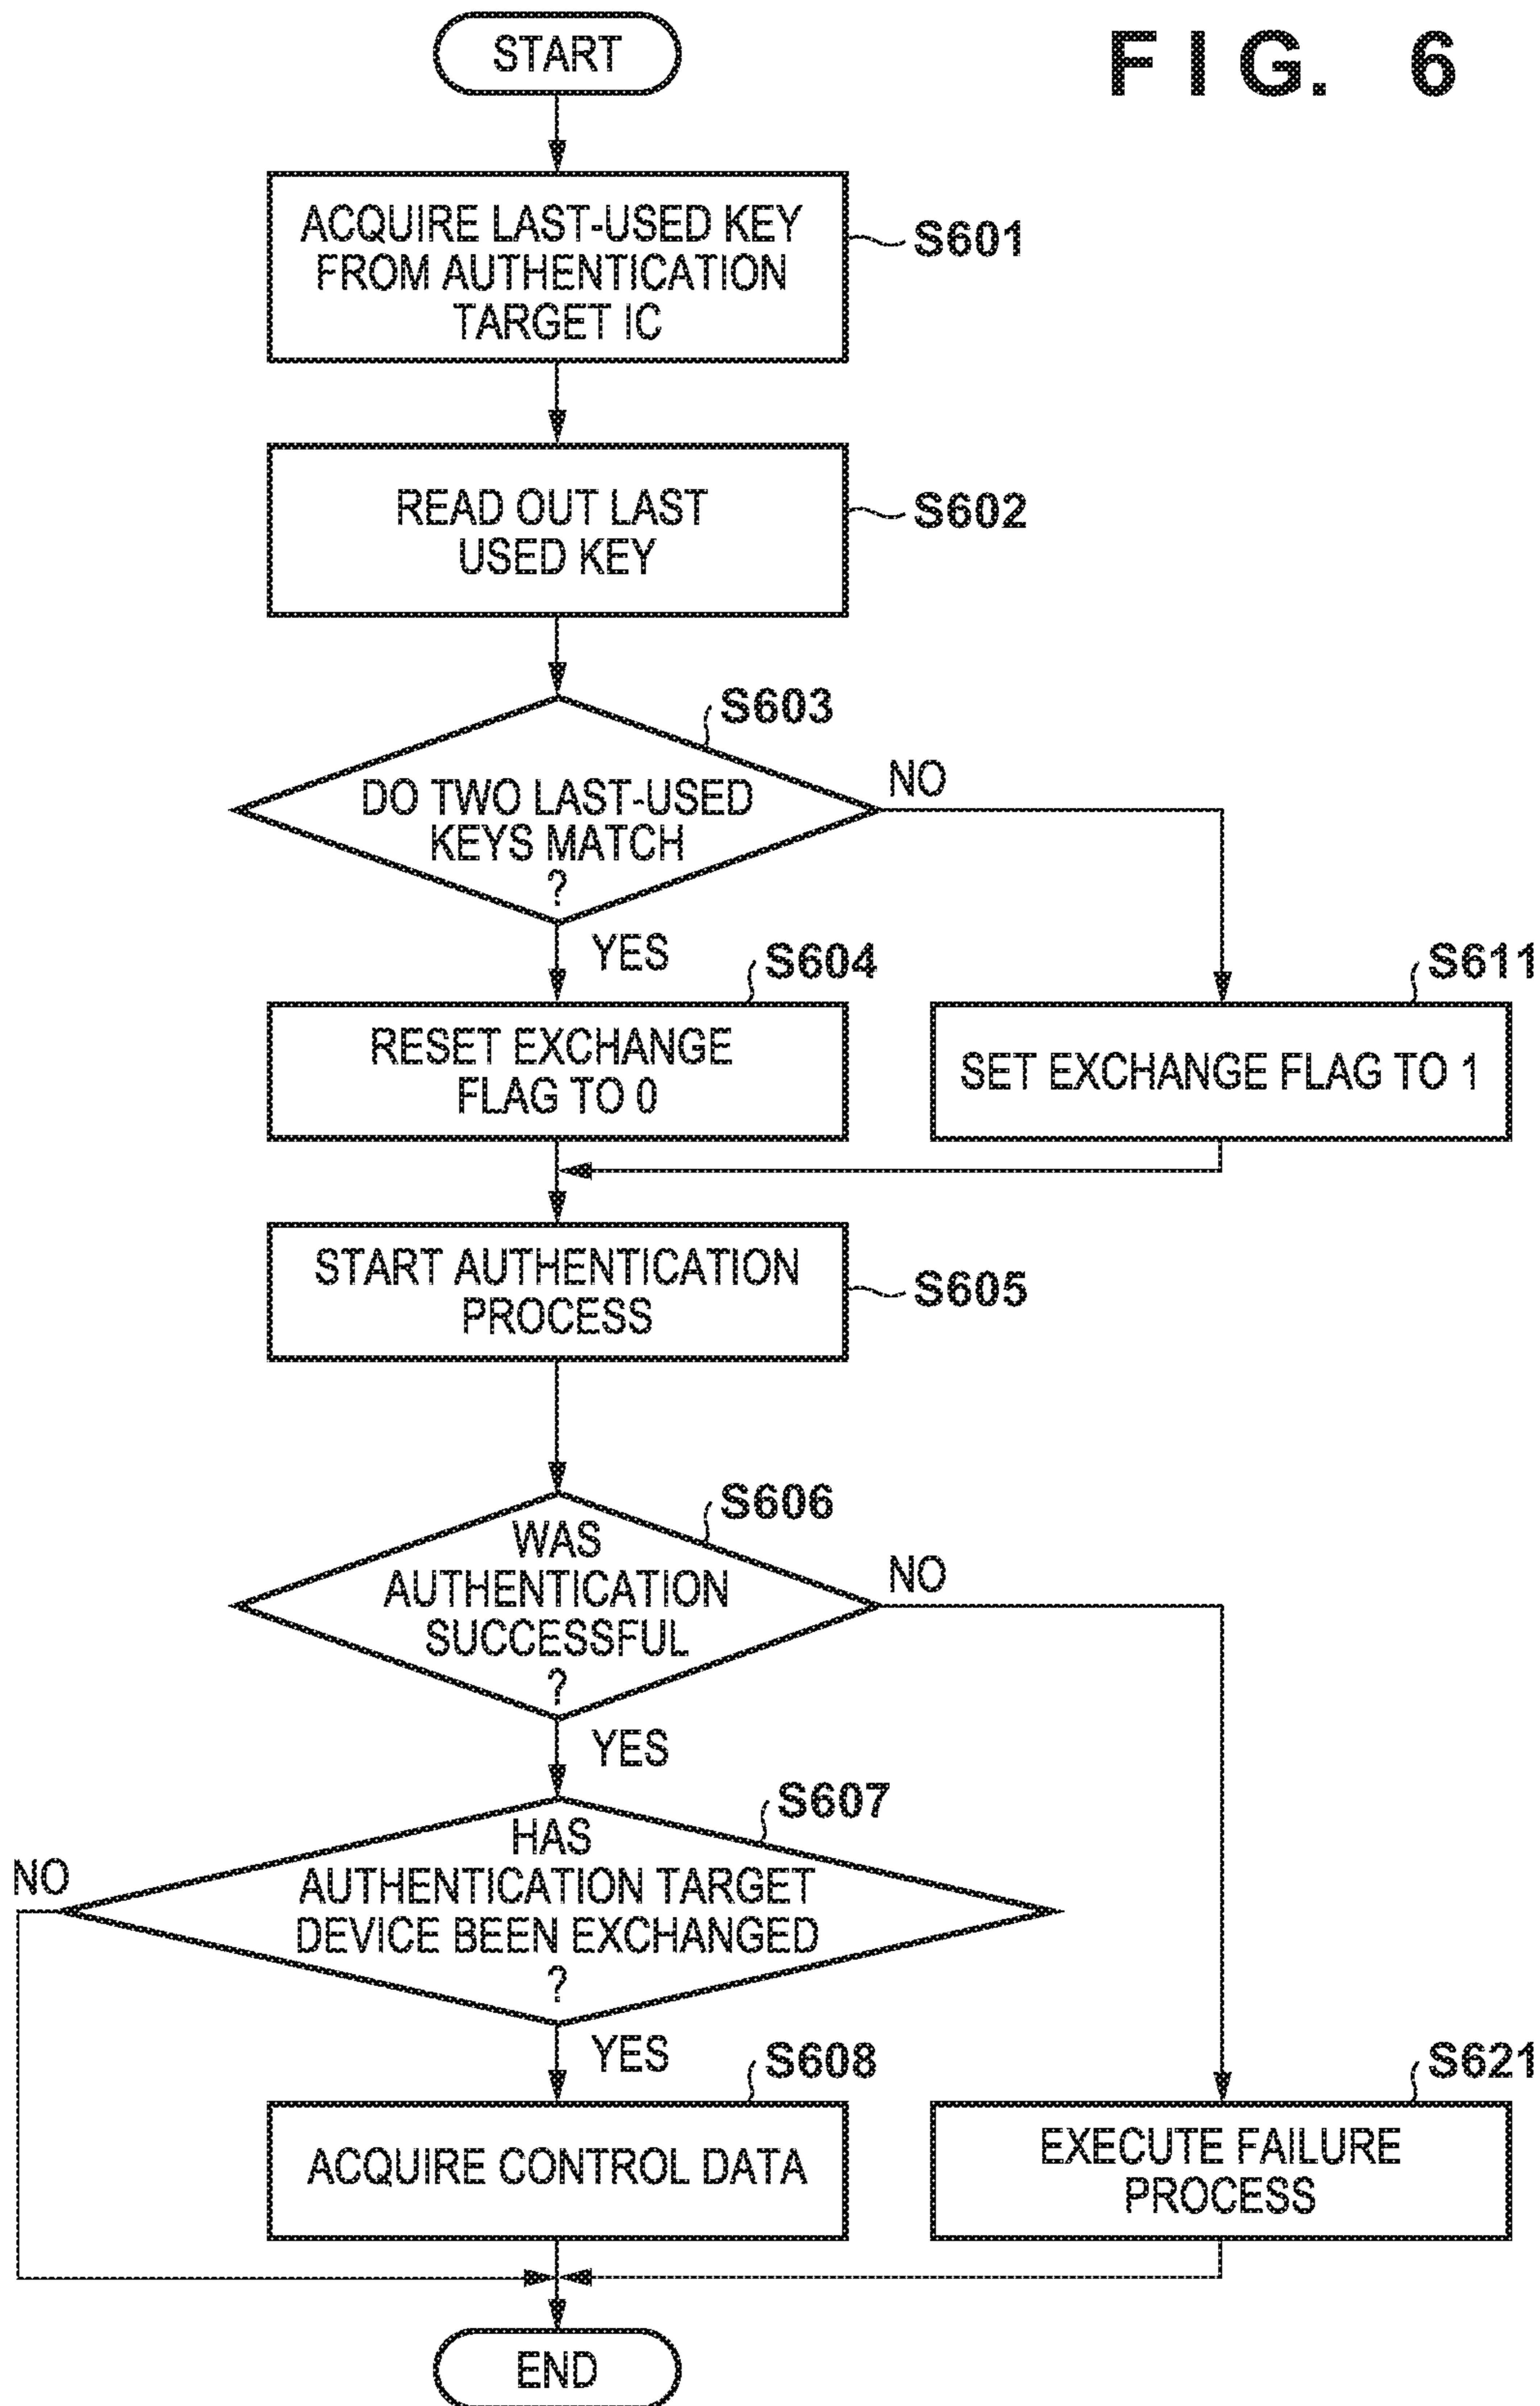 FIG. 6
START
ACQUIRE LAST-USED KEY
FROM AUTHENTICATION
TARGET IC
S601
READ OUT LAST
USED KEY
S602
S603
DO TWO LAST-USED
KEYS MATCH
?
NO
YES
S604
RESET EXCHANGE
FLAG TO 0
S611
SET EXCHANGE FLAG TO 1
START AUTHENTICATION
PROCESS
S605
S606
WAS
AUTHENTICATION
SUCCESSFUL
?
NO
YES
S607
HAS
AUTHENTICATION TARGET
DEVICE BEEN EXCHANGED
?
NO
YES
S608
ACQUIRE CONTROL DATA
S621
EXECUTE FAILURE
PROCESS
END